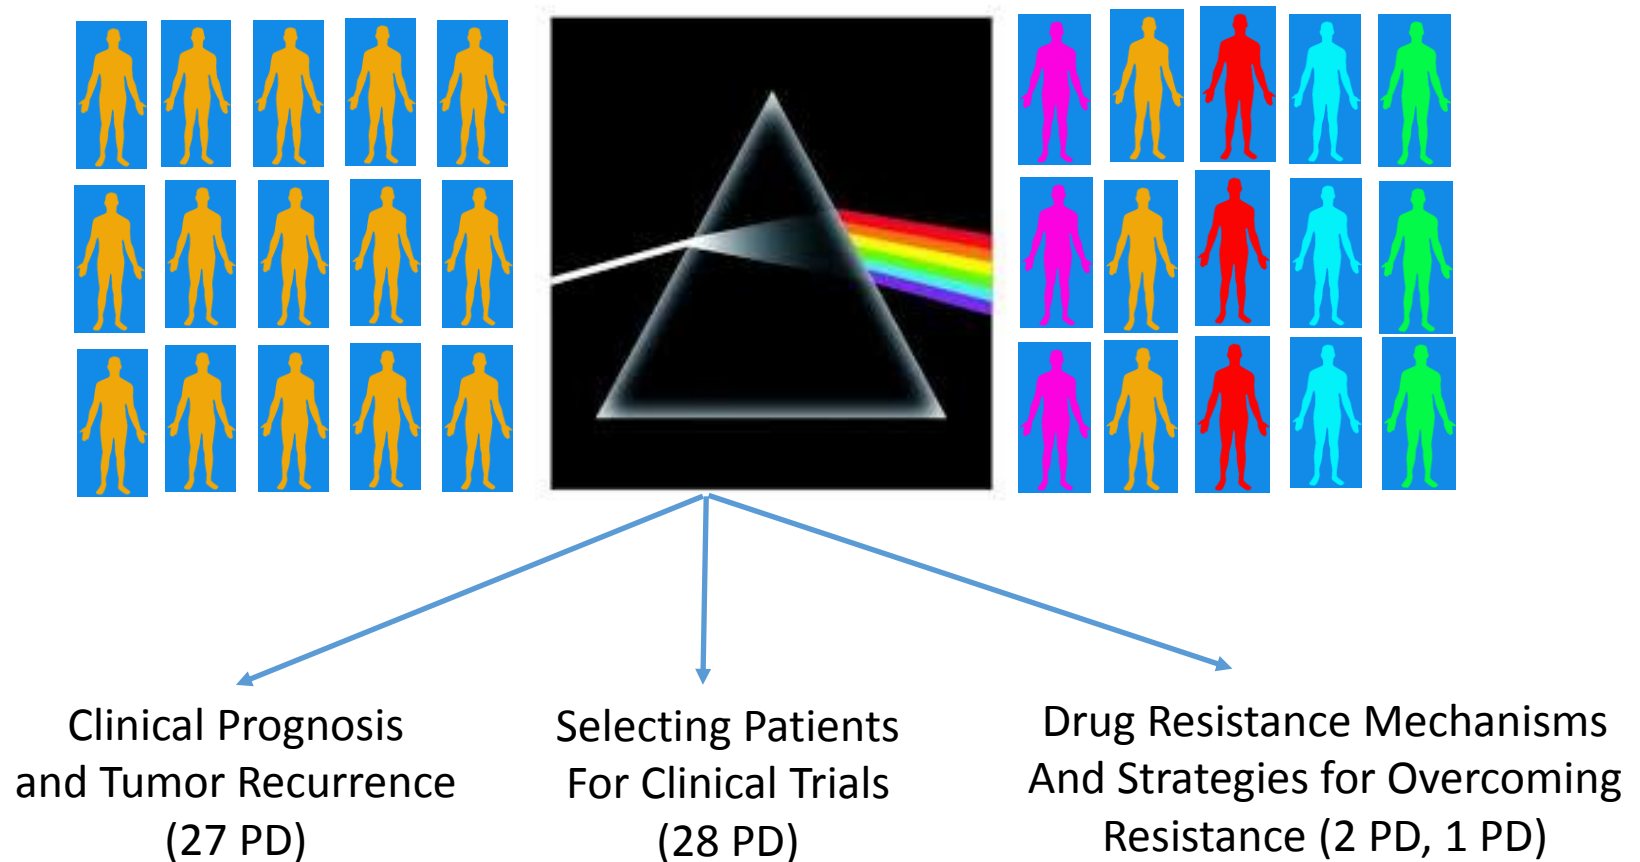 Clinical Prognosis
and Tumor Recurrence
(27 PD)
Selecting Patients
For Clinical Trials
(28 PD)
Drug Resistance Mechanisms
And Strategies for Overcoming
Resistance (2 PD, 1 PD)